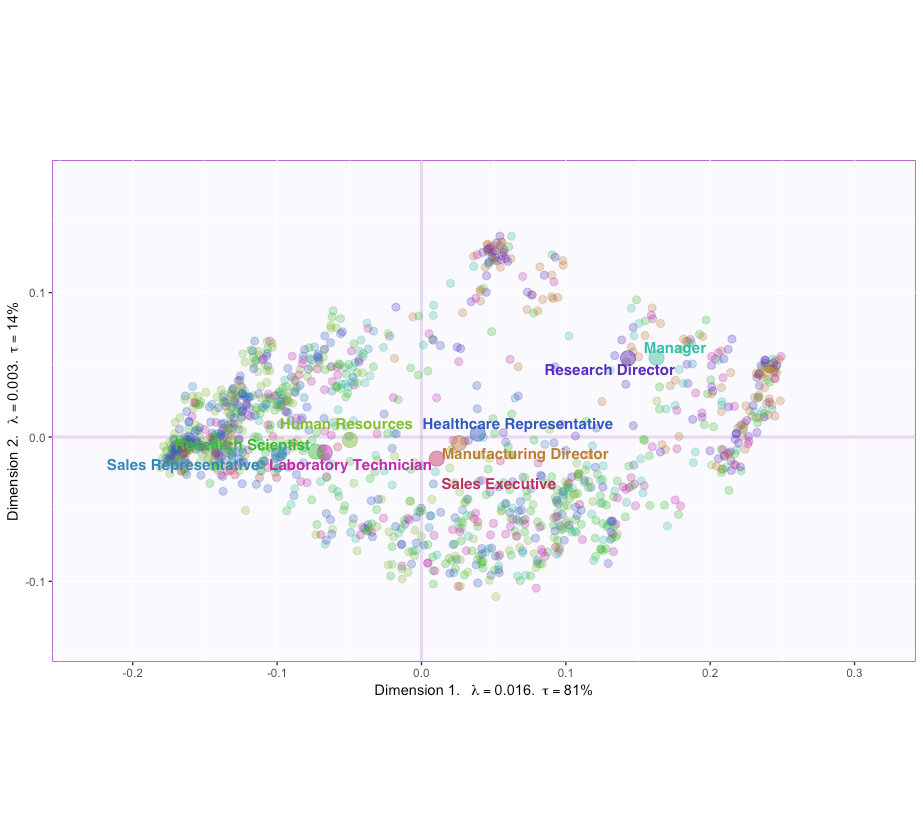 0.1
Manager
Research Director
Human Resources
Healthcare Representative
0.0
Research Scientist
Manufacturing Director
Sales Representative
Laboratory Technician
Sales Executive
-0.1
-0.2
-0.1
0.0
0.1
0.2
0.3
Dimension 1. λ = 0.016. τ = 81%
Dimension 2. λ = 0.003. τ = 14%